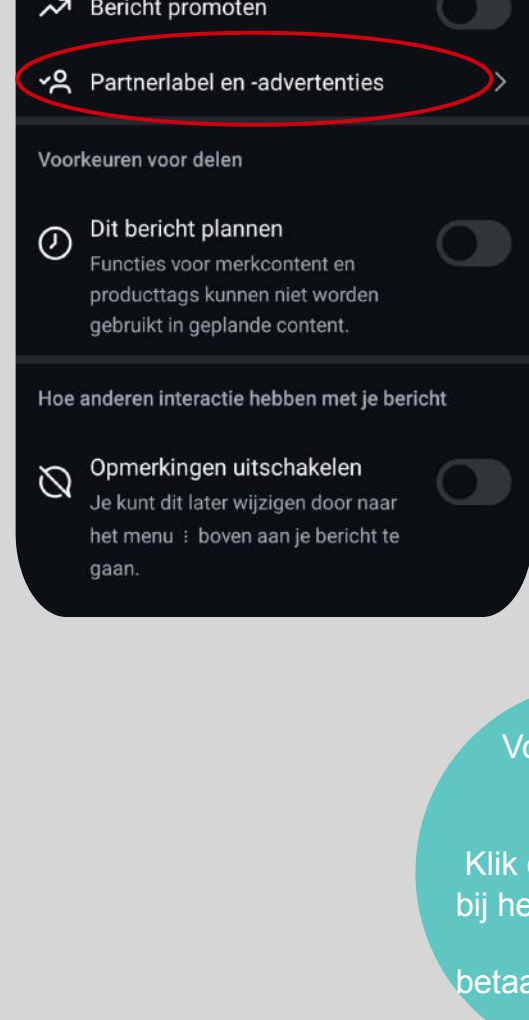 Bericht promoten
Partnerlabel en -advertenties
Voorkeuren voor delen
Dit bericht plannen
Functies voor merkcontent en
producttags kunnen niet worden
gebruikt in geplande content.
Hoe anderen interactie hebben met je bericht
Opmerkingen uitschakelen
Je kunt dit later wijzigen door naar
het menu ⋮ boven aan je bericht te
gaan.
Klik
bij